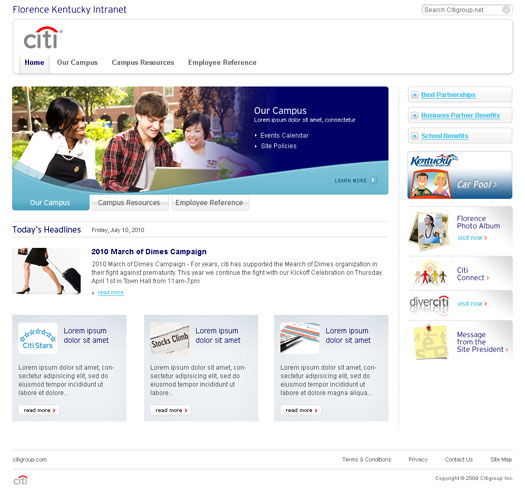 Florence Kentucky Intranet
Search Citigroup.net
citi
Home
Our Campus
Campus Resources
Employee Reference
Our Campus
Lorem ipsum dolor sit amet, consectetur
Events Calendar
Site Policies
LEARN MORE
Our Campus
Campus Resources
Employee Reference
Best Partnerships
Business Partner Benefits
School Benefits
Kentucky
Car Pool >
Florence
Photo Album
visit now >
Citi
Connect >
diverciti
visit now >
Message
from the
Site President >
Today's Headlines
Friday, July 10, 2010
2010 March of Dimes Campaign
2010 March of Dimes Campaign - For years, citi has supported the Mearch of Dimes organization in
their fight against prematurity. This year we continue the fight with our Kickoff Celebration on Thursday.
April 1st in Town Hall from 11am-7pm
read more
Citi Stars
Lorem ipsum
dolor sit amet
Lorem ipsum dolor sit amet, con-
sectetur adipisicing elit, sed do
eiusmod tempor incididunt ut
labore et dolore...
read more >
Stocks Climb
Lorem ipsum
dolor sit amet
Lorem ipsum dolor sit amet, con-
sectetur adipisicing elit, sed do
eiusmod tempor incididunt ut
labore...
read more >
Lorem ipsum
dolor sit amet
Lorem ipsum dolor sit amet, con-
sectetur adipisicing elit, sed do
eiusmod tempor incididunt ut
labore et dolore magna aliqua...
read more >
citigroup.com
Terms & Conditions
Privacy
Contact Us
Site Map
citi
Copyright © 2009 Citigroup Inc.